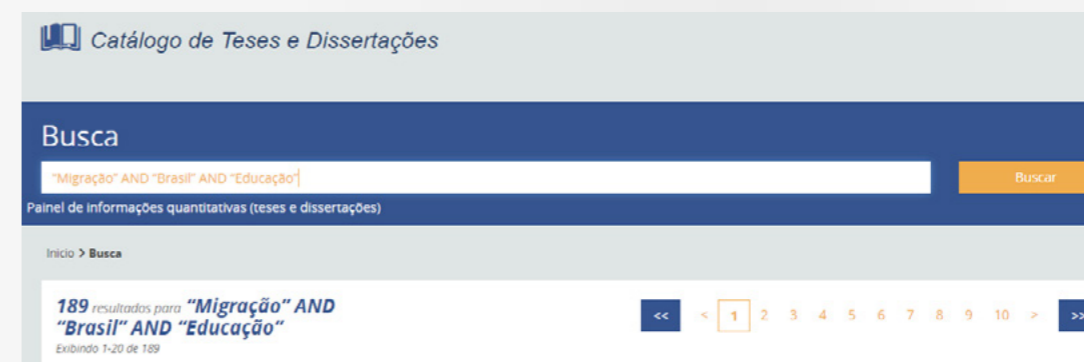 Catálogo de Teses e Dissertações
Busca
"Migração" AND "Brasil" AND "Educação"
Buscar
Painel de informações quantitativas (teses e dissertações)
Início > Busca
189 resultados para "Migração" AND
"Brasil" AND "Educação"
Exibindo 1-20 de 189
<< < 1 2 3 4 5 6 7 8 9 10 > >>